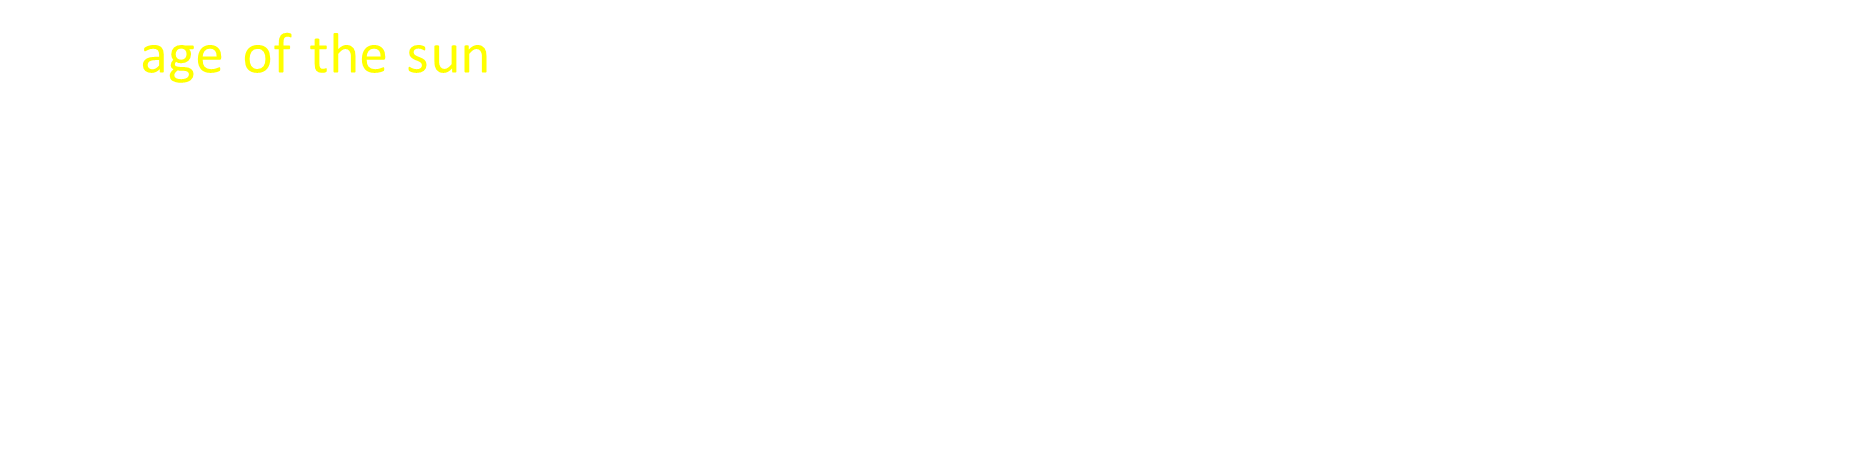 age of the sun